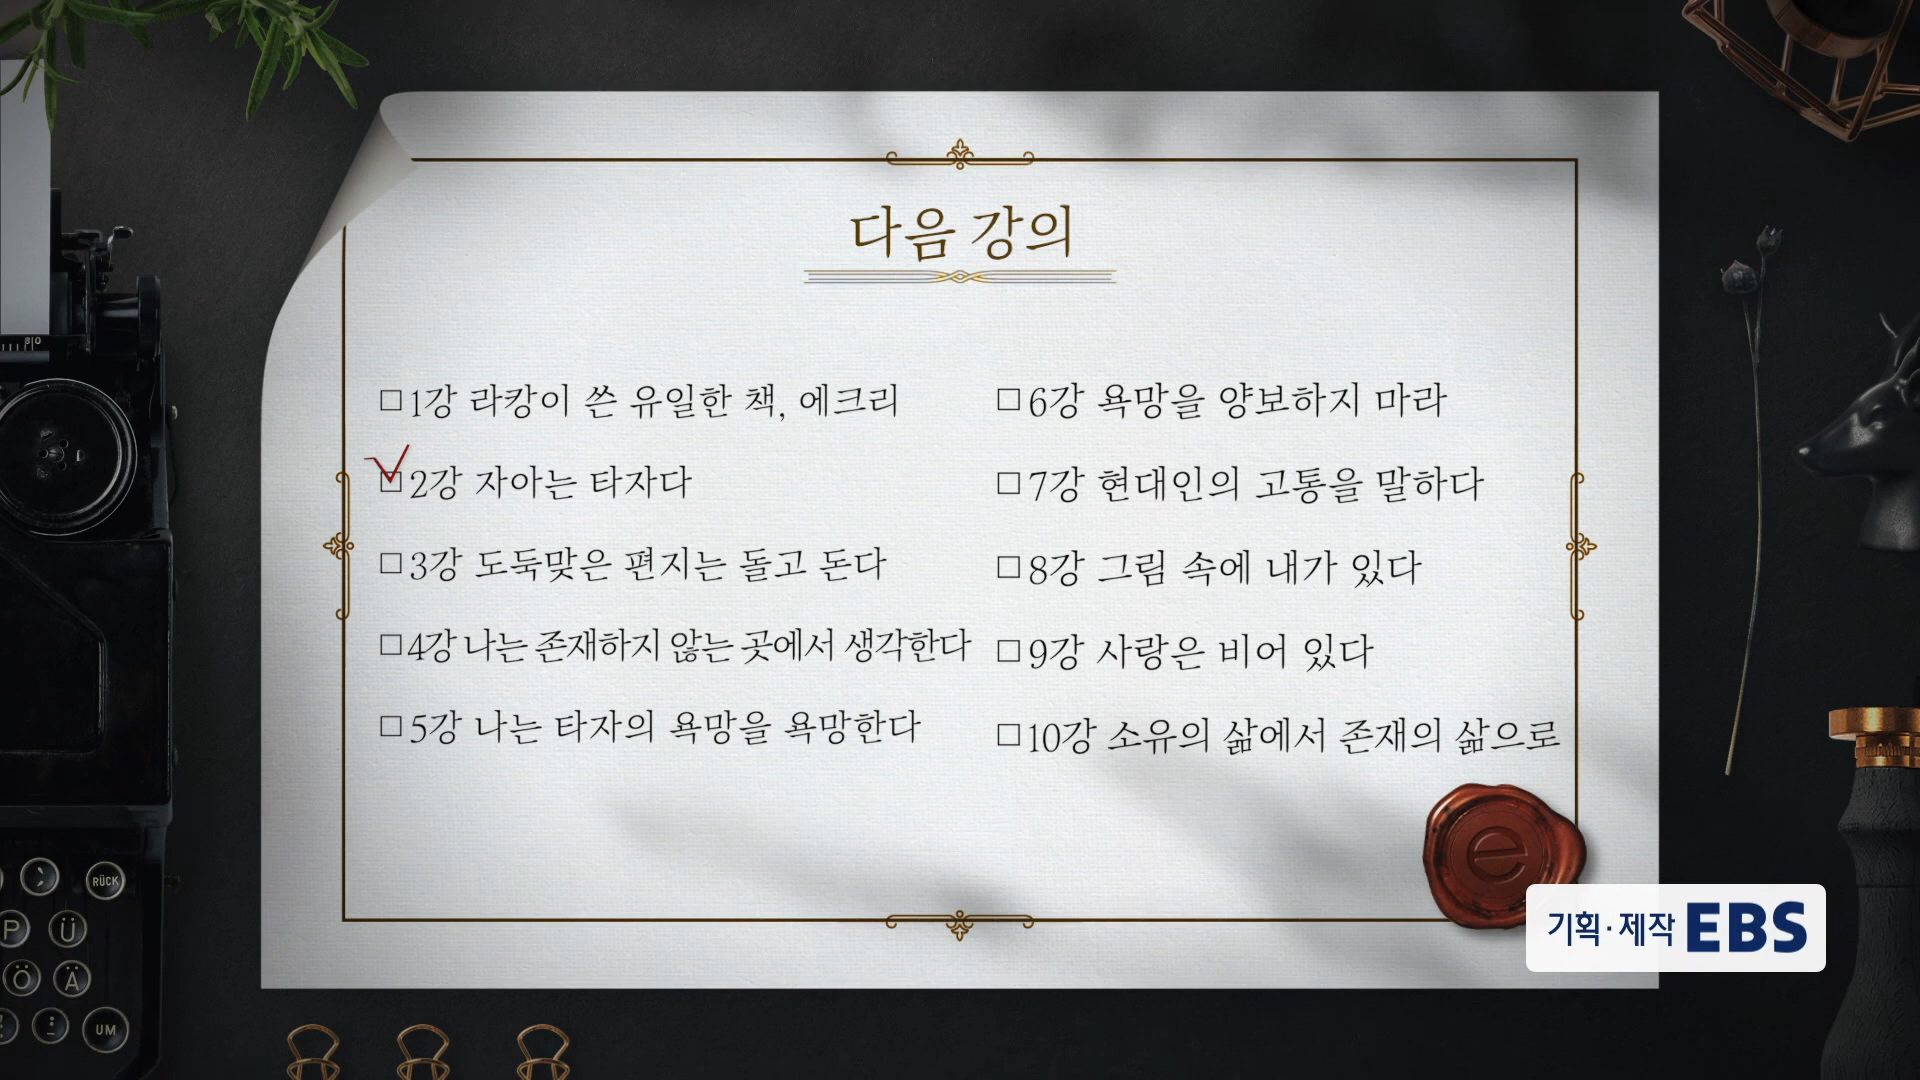 다음 강의
□1강 라캉이 쓴 유일한 책, 에크리
□2강 자아는 타자다
□3강 도둑맞은 편지는 돌고 돈다
□4강 나는 존재하지 않는 곳에서 생각한다
□5강 나는 타자의 욕망을 욕망한다
□6강 욕망을 양보하지 마라
□7강 현대인의 고통을 말하다
□8강 그림 속에 내가 있다
□9강 사랑은 비어 있다
□10강 소유의 삶에서 존재의 삶으로
e
기획·제작 EBS
80
RÜCK
P Ü
Ö Ä
UM